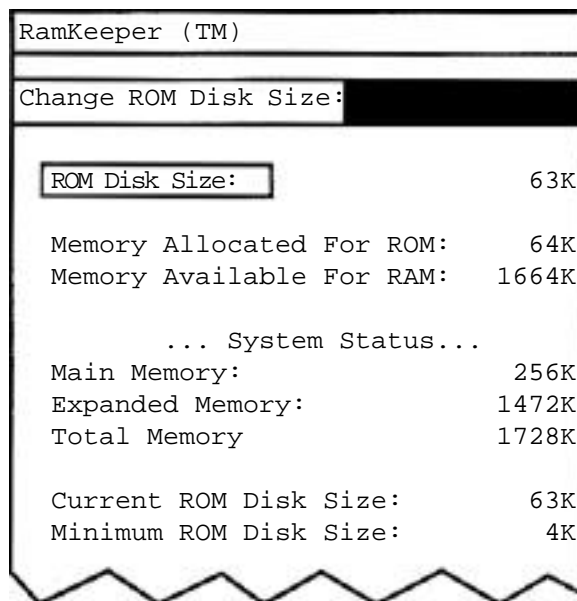 RamKeeper (TM)
Change ROM Disk Size:
ROM Disk Size: 63K
Memory Allocated For ROM: 64K
Memory Available For RAM: 1664K
... System Status...
Main Memory: 256K
Expanded Memory: 1472K
Total Memory 1728K
Current ROM Disk Size: 63K
Minimum ROM Disk Size: 4K